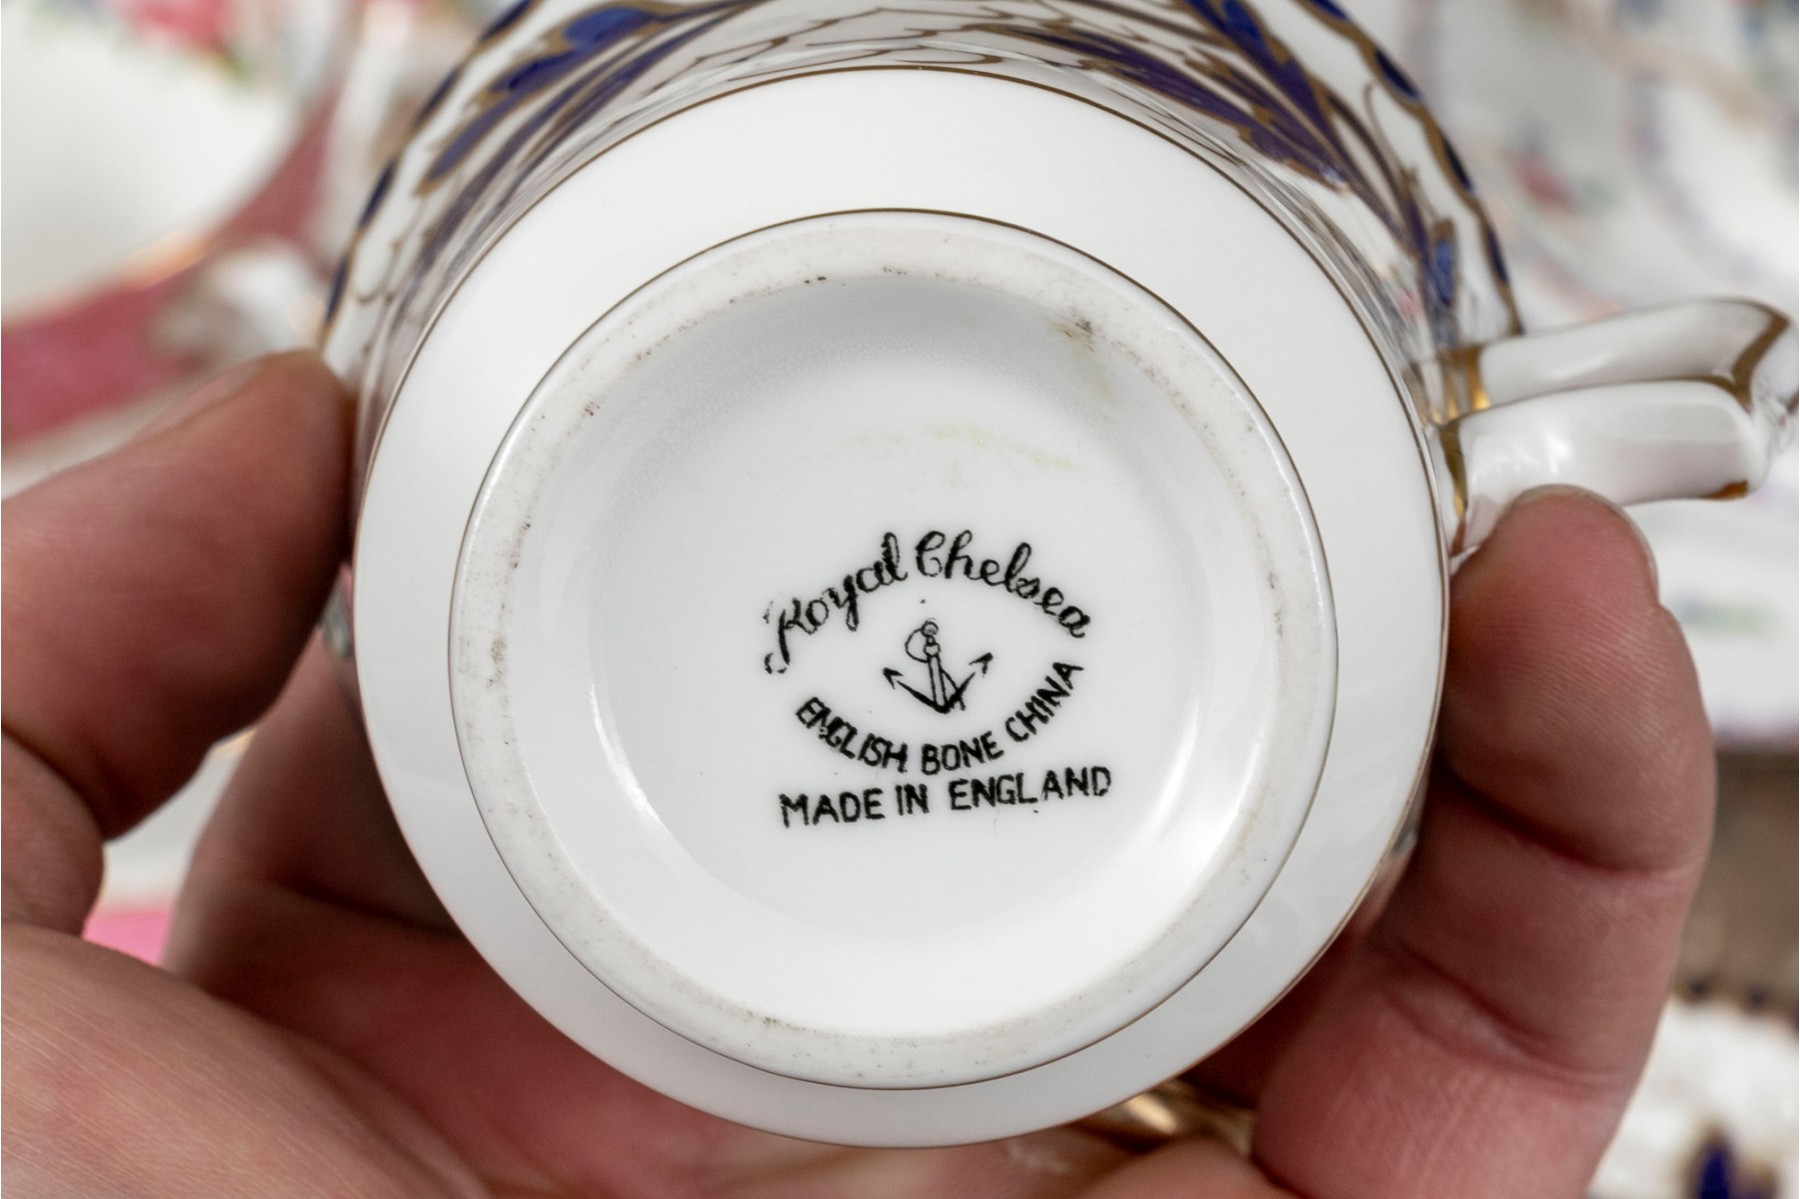 Royal Chelsea
ENGLISH BONE CHINA
MADE IN ENGLAND